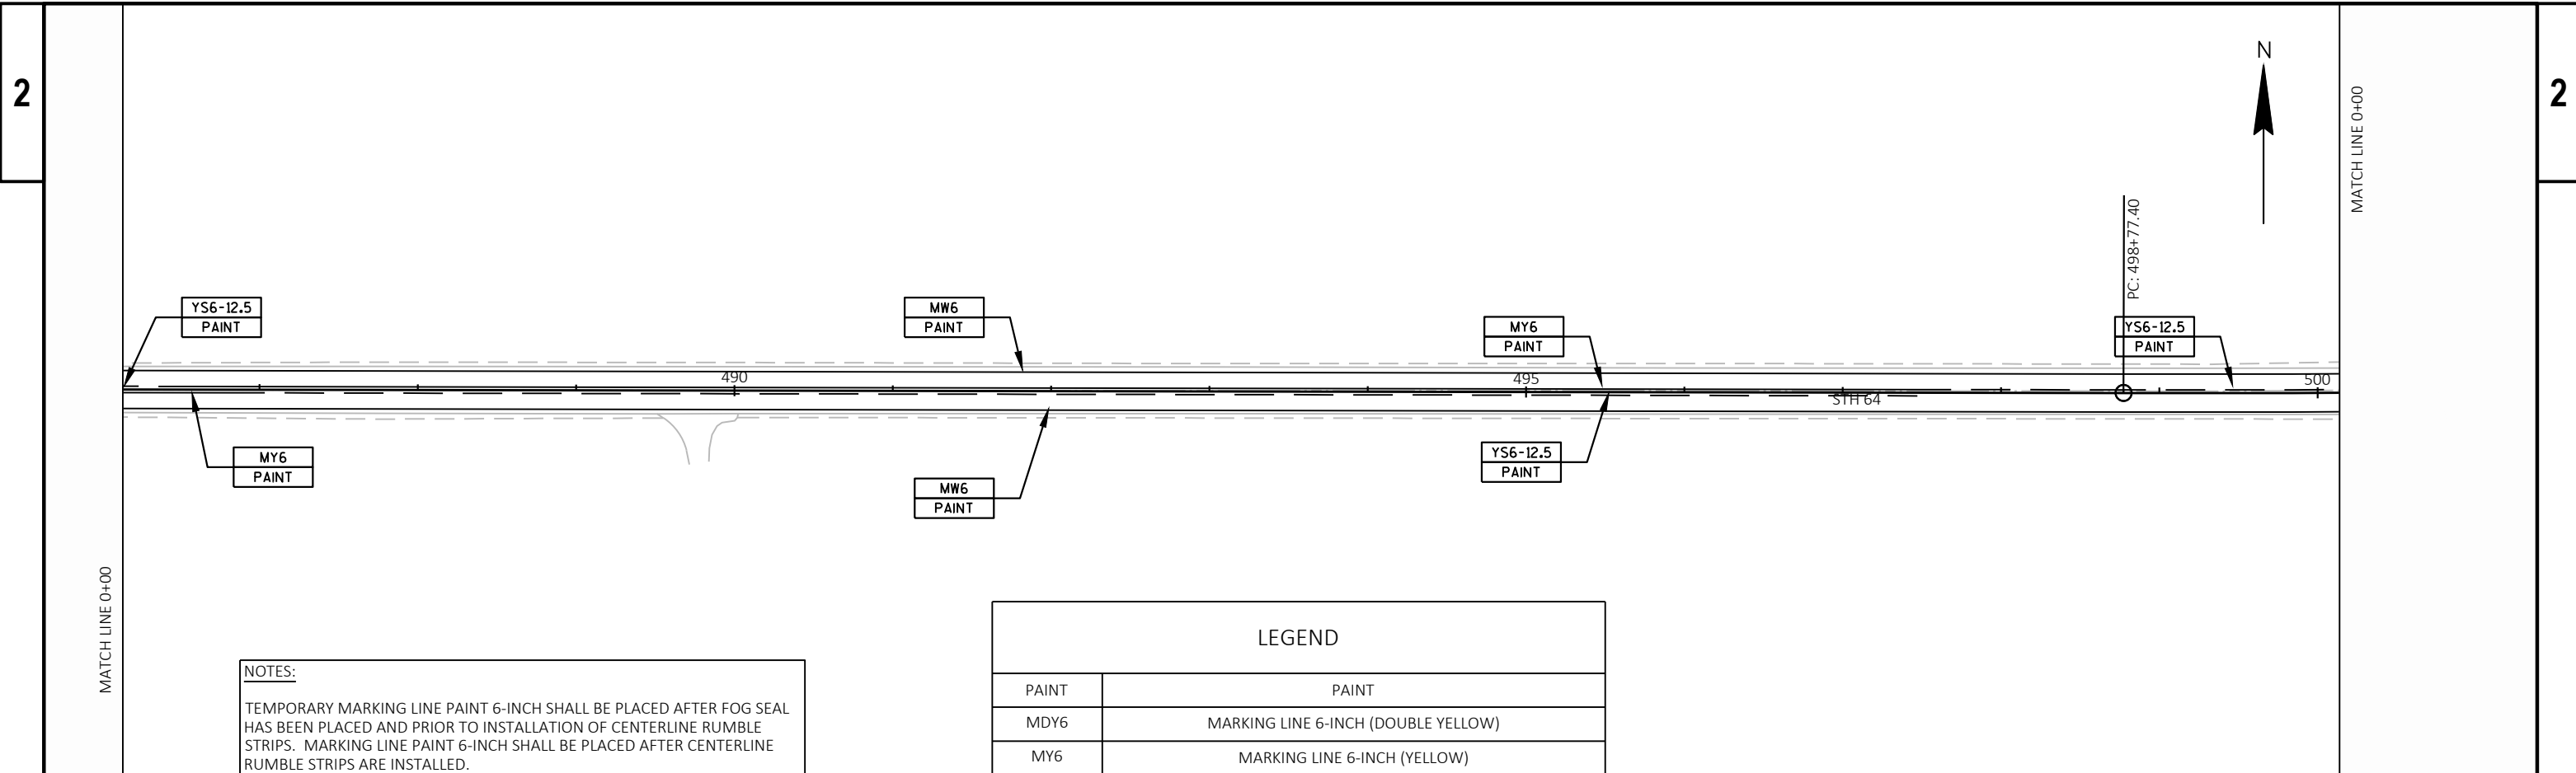 2
2
N
MATCH LINE 0+00
PC: 498+77.40
YS6-12.5
PAINT
MW6
PAINT
MY6
PAINT
YS6-12.5
PAINT
490
495
500
STH 64
MY6
PAINT
MW6
PAINT
YS6-12.5
PAINT
MATCH LINE 0+00
NOTES:
TEMPORARY MARKING LINE PAINT 6-INCH SHALL BE PLACED AFTER FOG SEAL
HAS BEEN PLACED AND PRIOR TO INSTALLATION OF CENTERLINE RUMBLE
STRIPS. MARKING LINE PAINT 6-INCH SHALL BE PLACED AFTER CENTERLINE
RUMBLE STRIPS ARE INSTALLED.
LEGEND
PAINT PAINT
MDY6 MARKING LINE 6-INCH (DOUBLE YELLOW)
MY6 MARKING LINE 6-INCH (YELLOW)